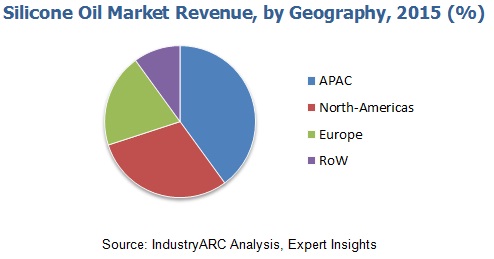 Silicone Oil Market Revenue, by Geography, 2015 (%)
APAC
North-Americas
Europe
RoW
Source: IndustryARC Analysis, Expert Insights